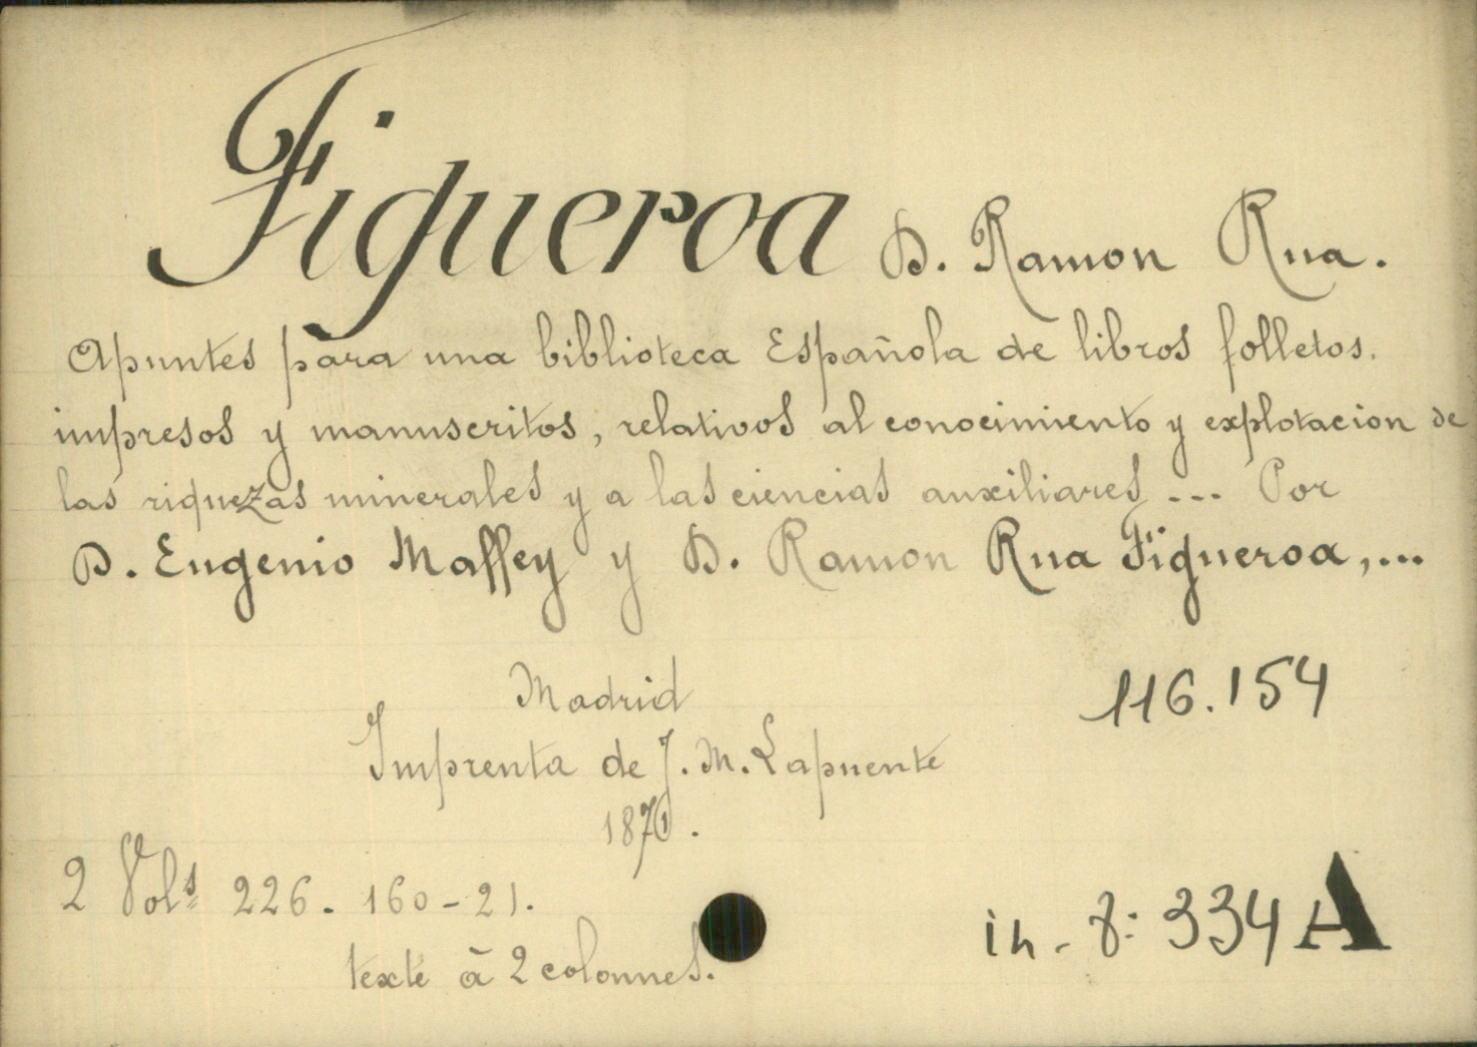 Figueroa D. Ramon Rua.
Apuntes para una biblioteca Española de libros folletos.
impresos y manuscritos, relativos al conocimiento y explotacion de
las riquezas minerales y a las ciencias auxiliares ... Por
D. Eugenio Maffey y D. Ramon Rua Figueroa,...
Madrid
116.154
Imprenta de J. M. Lapuente
2 Vols 226. 160-21.
in-8: 334 A
texte à 2 colonnes.